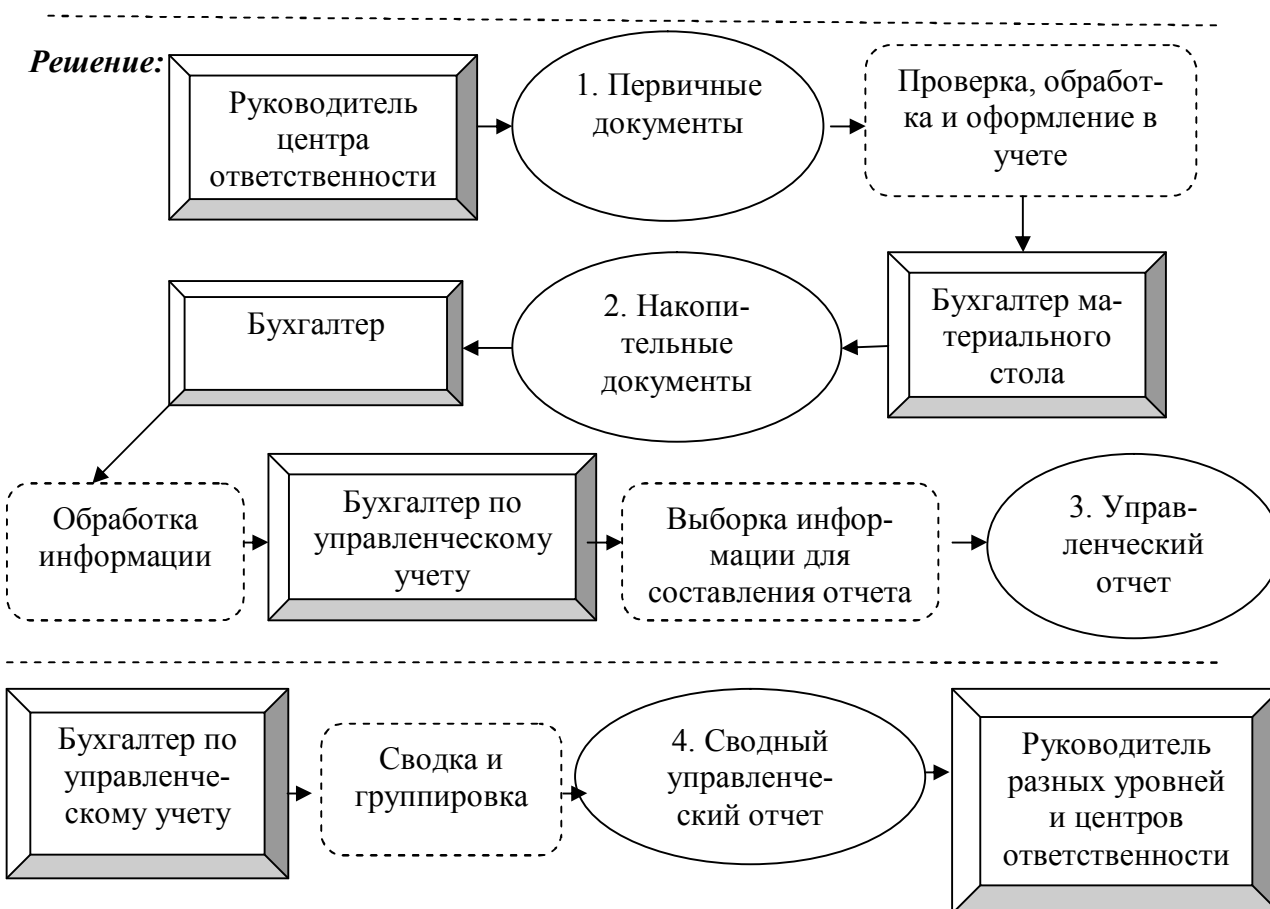 Решение:
Руководитель
центра
ответственности
1. Первичные
документы
Проверка, обработ-
ка и оформление в
учете
Бухгалтер
2. Накопи-
тельные
документы
Бухгалтер ма-
териального
стола
Обработка
информации
Бухгалтер по
управленческому
учету
Выборка инфор-
мации для
составления отчета
3. Управ-
ленческий
отчет
Бухгалтер по
управленче-
скому учету
Сводка и
группировка
4. Сводный
управленче-
ский отчет
Руководитель
разных уровней
и центров
ответственности